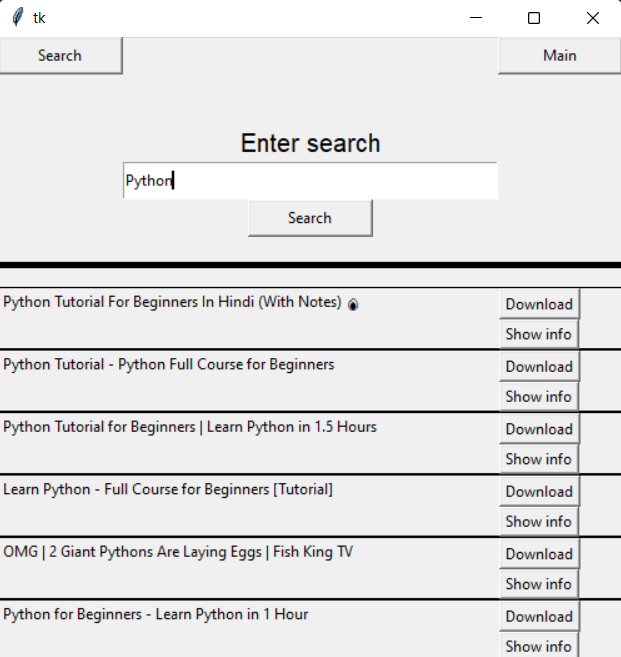 tk
Search
Main
Enter search
Python
Search
Python Tutorial For Beginners In Hindi (With Notes) 🔥
Download
Show info
Python Tutorial - Python Full Course for Beginners
Download
Show info
Python Tutorial for Beginners | Learn Python in 1.5 Hours
Download
Show info
Learn Python - Full Course for Beginners [Tutorial]
Download
Show info
OMG | 2 Giant Pythons Are Laying Eggs | Fish King TV
Download
Show info
Python for Beginners - Learn Python in 1 Hour
Download
Show info